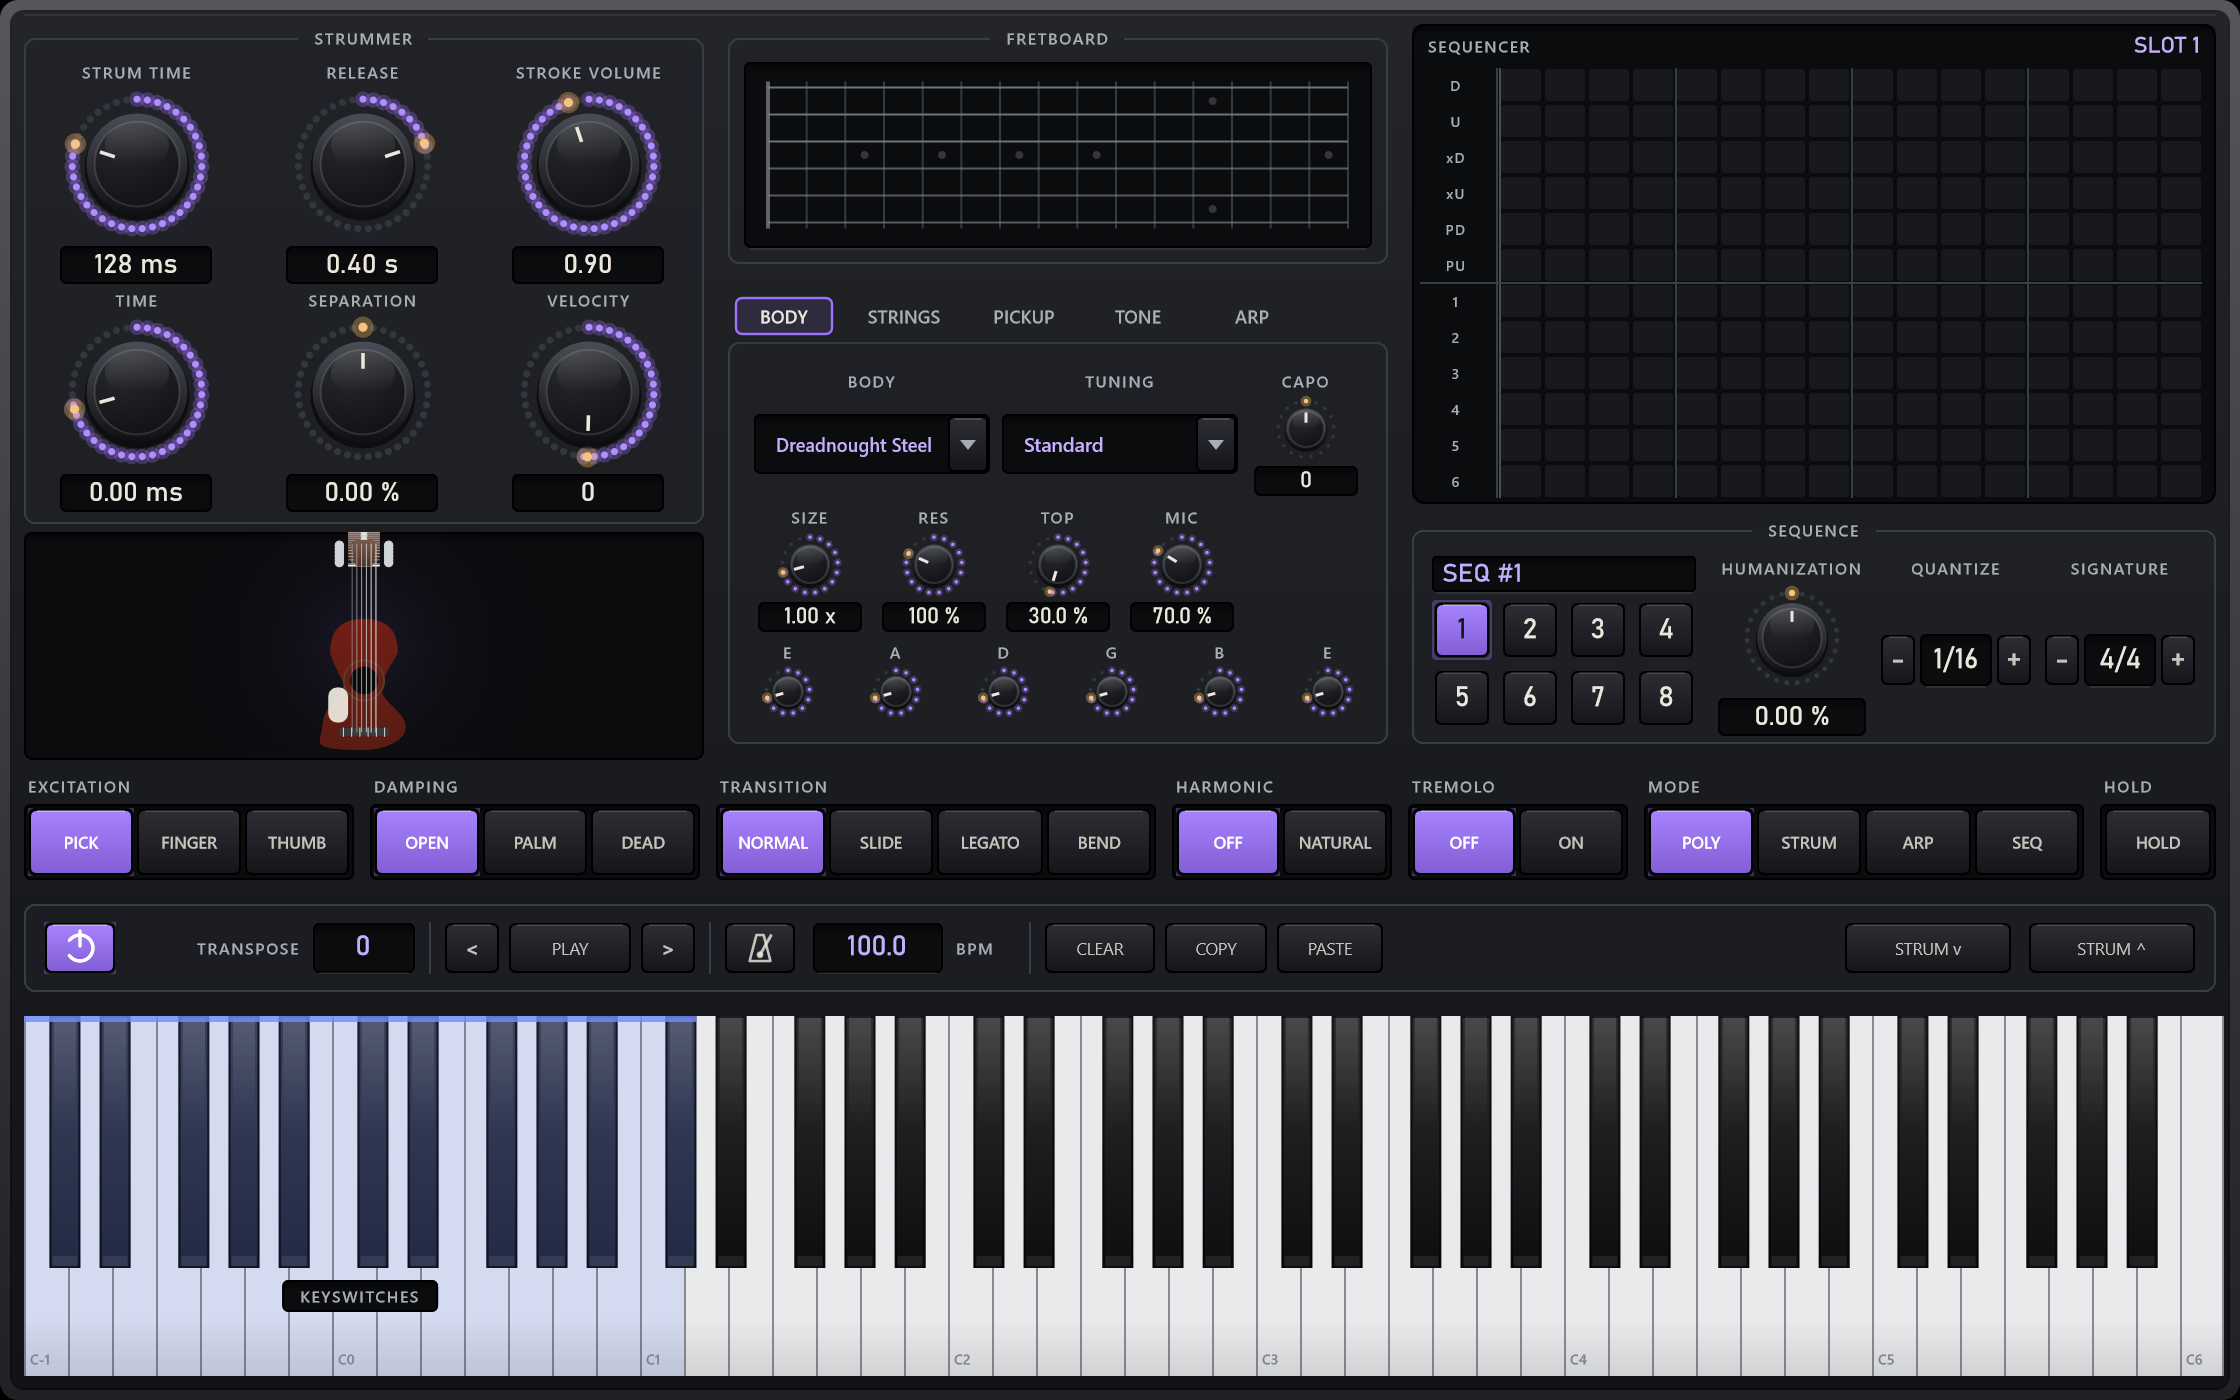 STRUMMER
STRUM TIME RELEASE STROKE VOLUME
128 ms 0.40 s 0.90
TIME SEPARATION VELOCITY
0.00 ms 0.00 % 0
FRETBOARD
BODY STRINGS PICKUP TONE ARP
BODY TUNING CAPO
Dreadnought Steel Standard
0
SIZE RES TOP MIC
1.00 x 100 % 30.0 % 70.0 %
E A D G B E
SEQUENCER SLOT 1
D
U
xD
xU
PD
PU
1
2
3
4
5
6
SEQUENCE
SEQ #1 HUMANIZATION QUANTIZE SIGNATURE
1 2 3 4
- 1/16 + - 4/4 +
5 6 7 8
0.00 %
EXCITATION DAMPING TRANSITION HARMONIC TREMOLO MODE HOLD
PICK FINGER THUMB OPEN PALM DEAD NORMAL SLIDE LEGATO BEND OFF NATURAL OFF ON POLY STRUM ARP SEQ HOLD
TRANSPOSE 0 < PLAY > 100.0 BPM CLEAR COPY PASTE STRUM v STRUM ^
KEYSWITCHES
C-1 C0 C1 C2 C3 C4 C5 C6